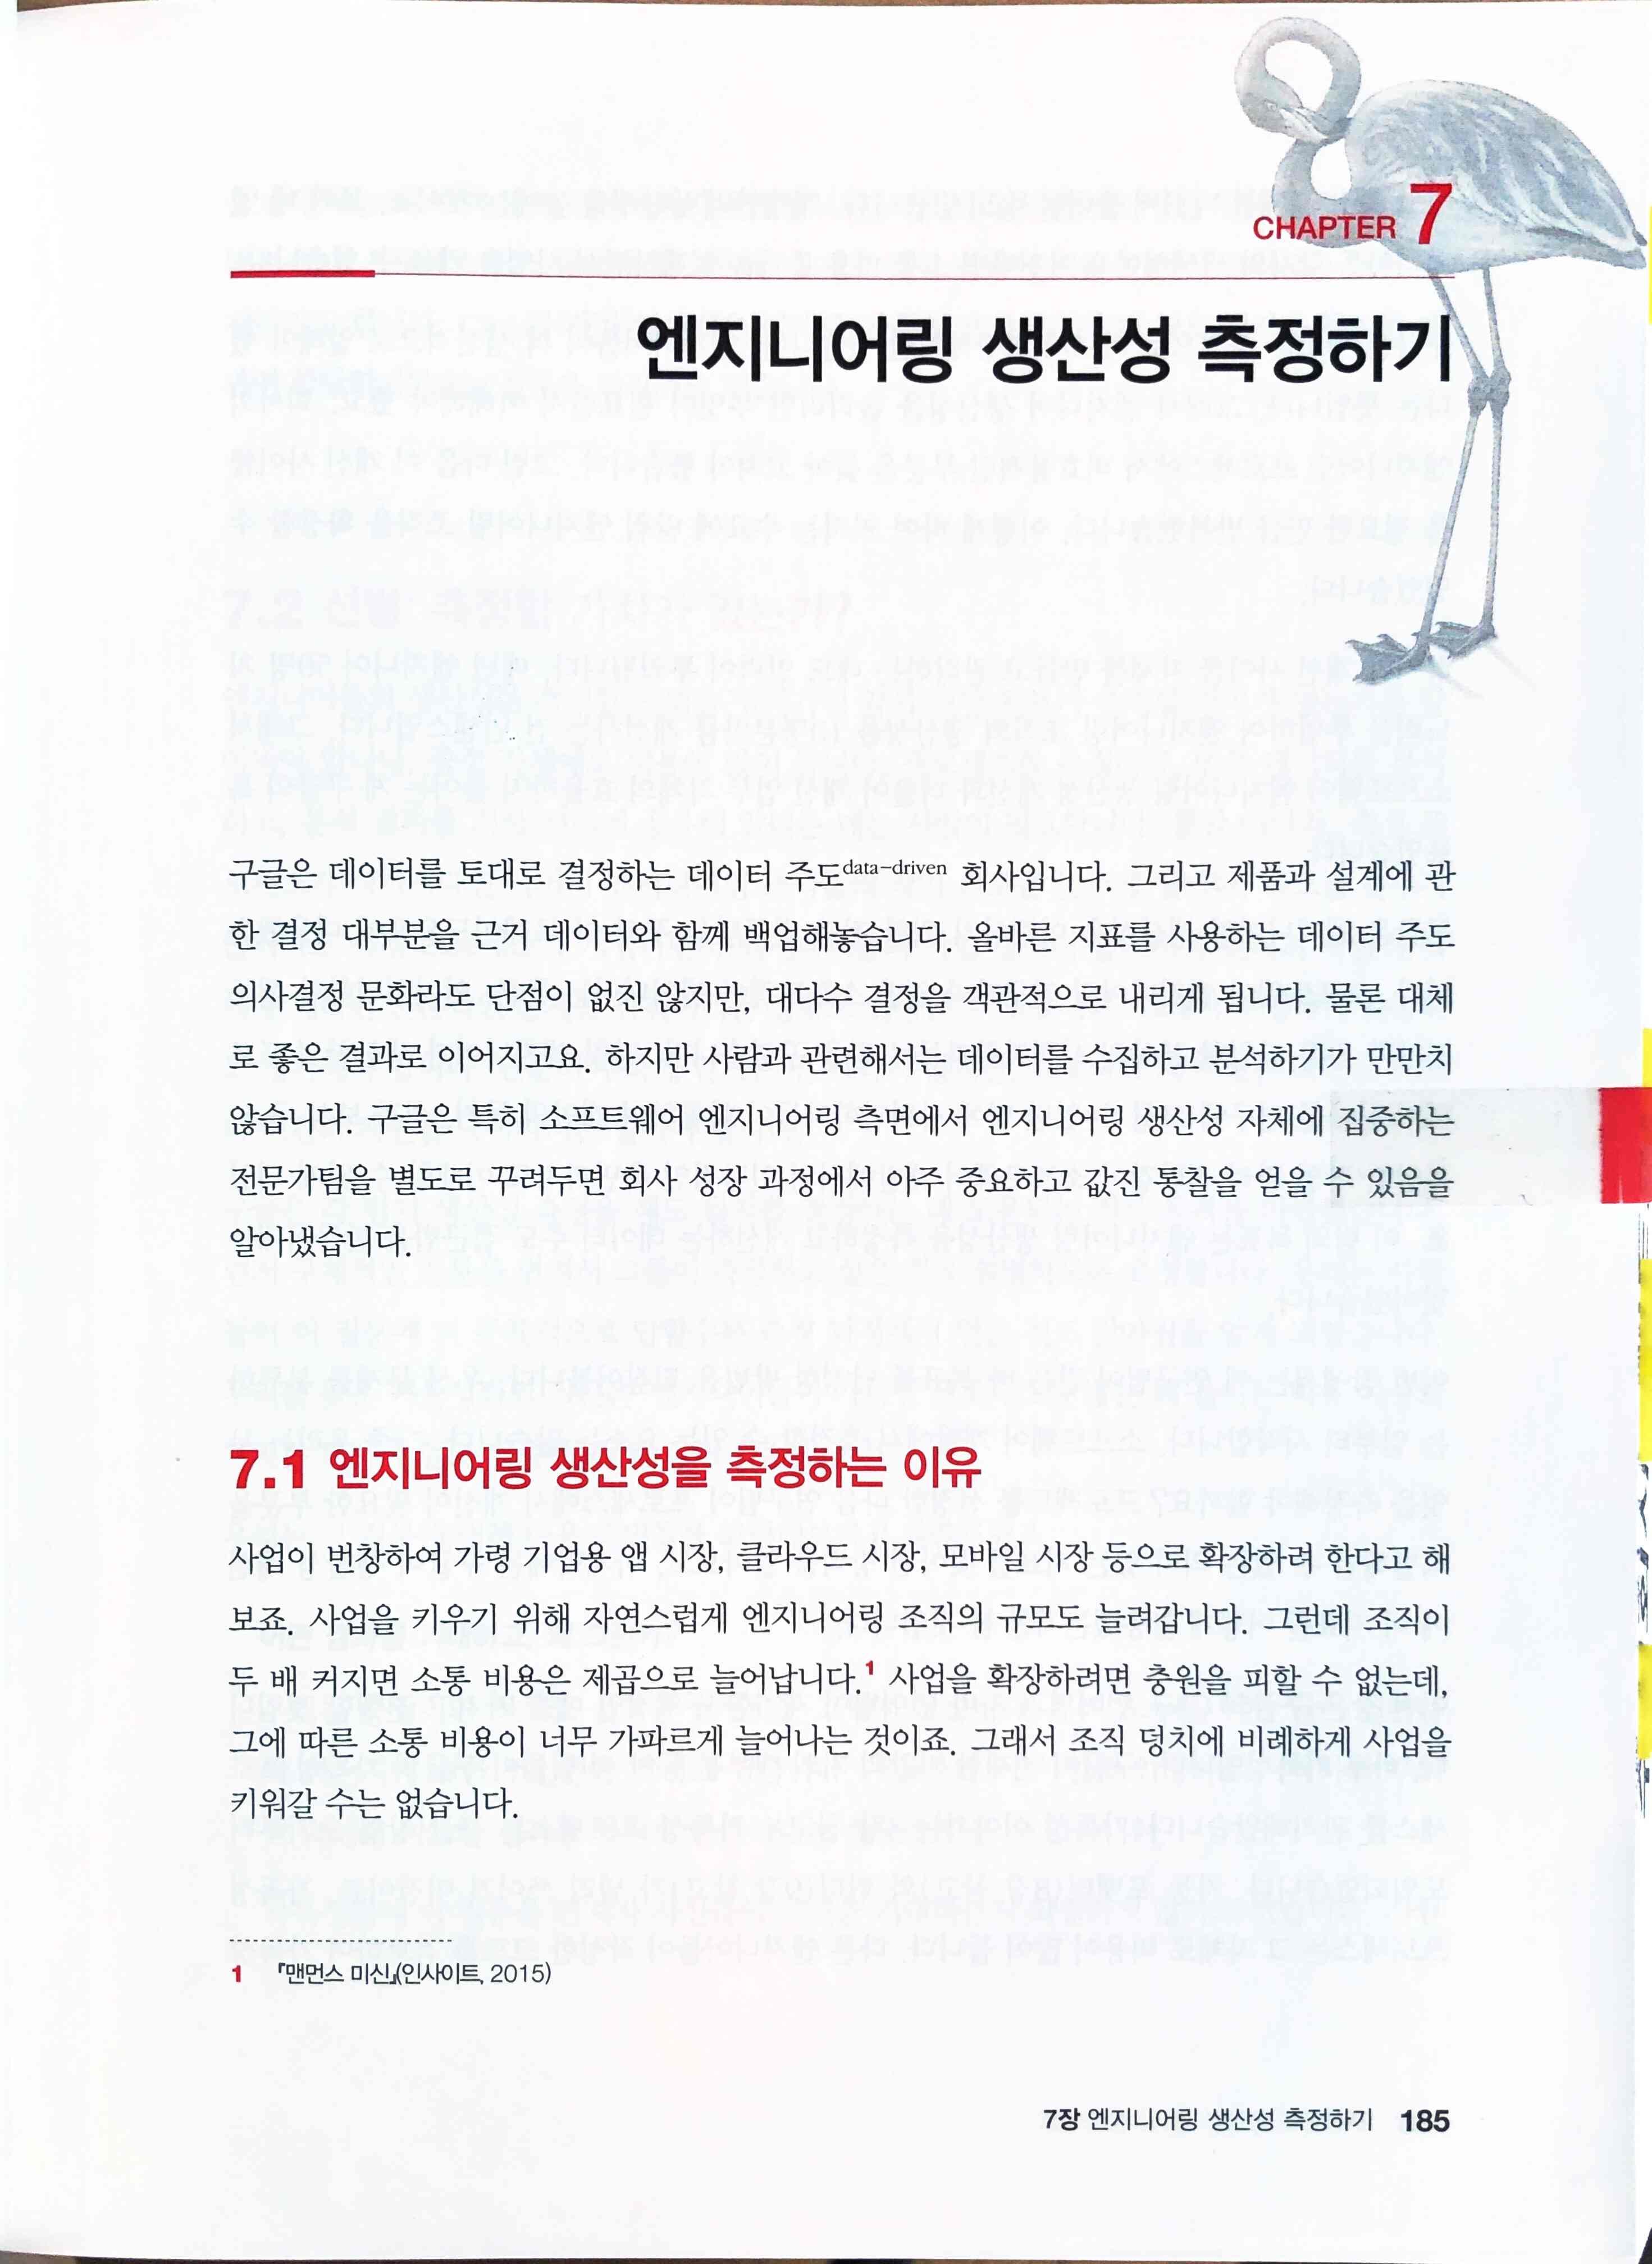 CHAPTER 7
엔지니어링 생산성 측정하기
구글은 데이터를 토대로 결정하는 데이터 주도data-driven 회사입니다. 그리고 제품과 설계에 관
한 결정 대부분을 근거 데이터와 함께 백업해놓습니다. 올바른 지표를 사용하는 데이터 주도
의사결정 문화라도 단점이 없진 않지만, 대다수 결정을 객관적으로 내리게 됩니다. 물론 대체
로 좋은 결과로 이어지고요. 하지만 사람과 관련해서는 데이터를 수집하고 분석하기가 만만치
않습니다. 구글은 특히 소프트웨어 엔지니어링 측면에서 엔지니어링 생산성 자체에 집중하는
전문가팀을 별도로 꾸려두면 회사 성장 과정에서 아주 중요하고 값진 통찰을 얻을 수 있음을
알아냈습니다.
7.1 엔지니어링 생산성을 측정하는 이유
사업이 번창하여 가령 기업용 앱 시장, 클라우드 시장, 모바일 시장 등으로 확장하려 한다고 해
보죠. 사업을 키우기 위해 자연스럽게 엔지니어링 조직의 규모도 늘려갑니다. 그런데 조직이
두 배 커지면 소통 비용은 제곱으로 늘어납니다.1 사업을 확장하려면 충원을 피할 수 없는데,
그에 따른 소통 비용이 너무 가파르게 늘어나는 것이죠. 그래서 조직 덩치에 비례하게 사업을
키워갈 수는 없습니다.
1 『맨먼스 미신』(인사이트, 2015)
7장 엔지니어링 생산성 측정하기 185